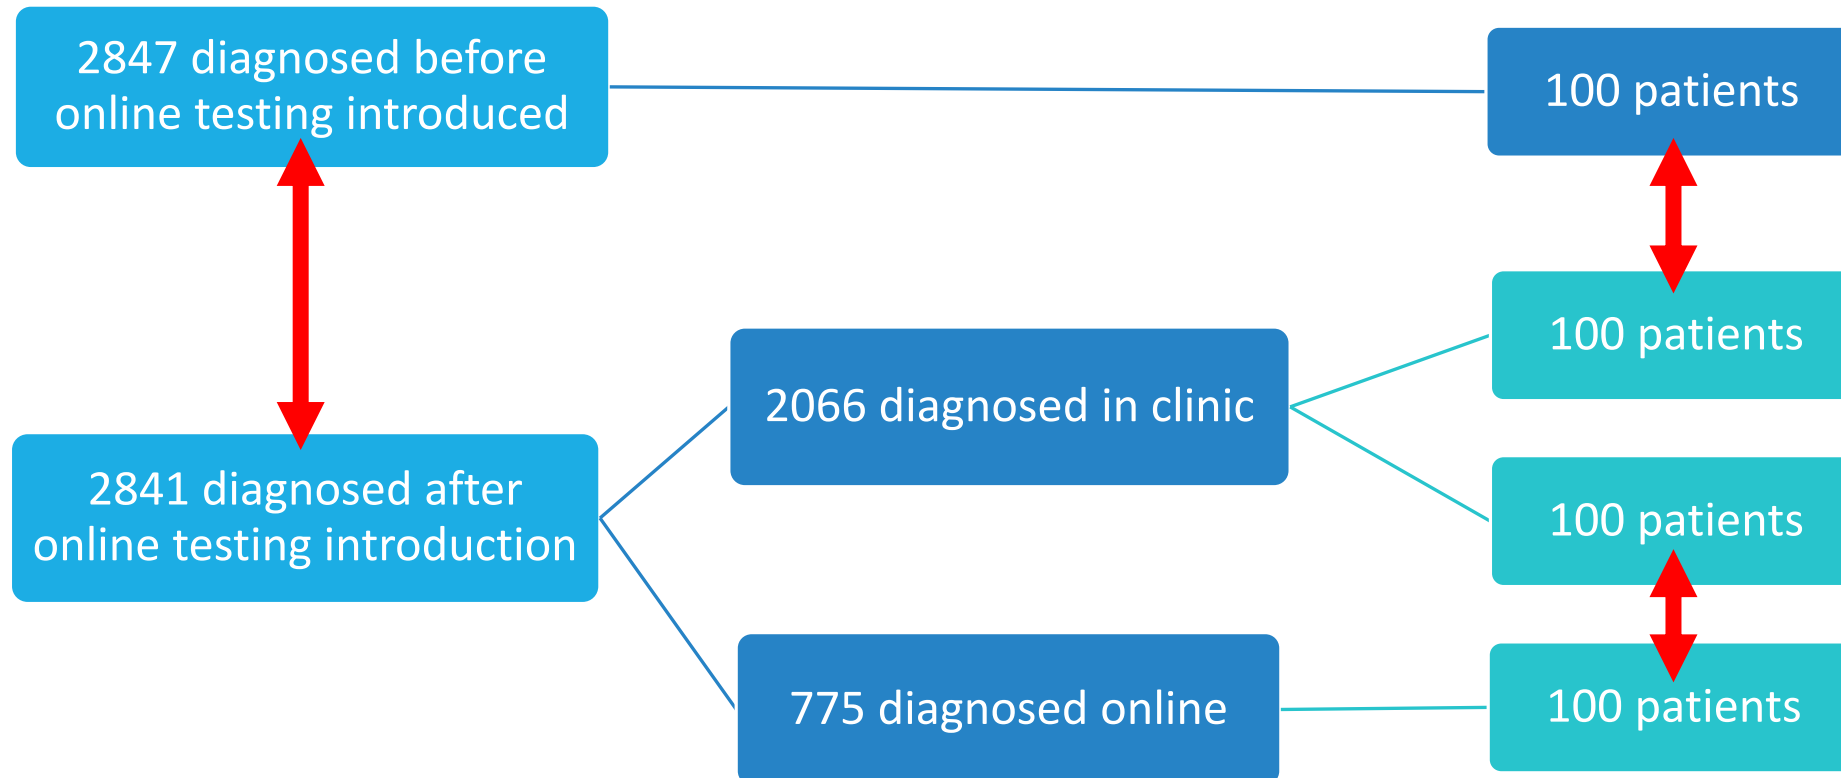 2847 diagnosed before
online testing introduced
100 patients
100 patients
2066 diagnosed in clinic
2841 diagnosed after
online testing introduction
100 patients
775 diagnosed online
100 patients